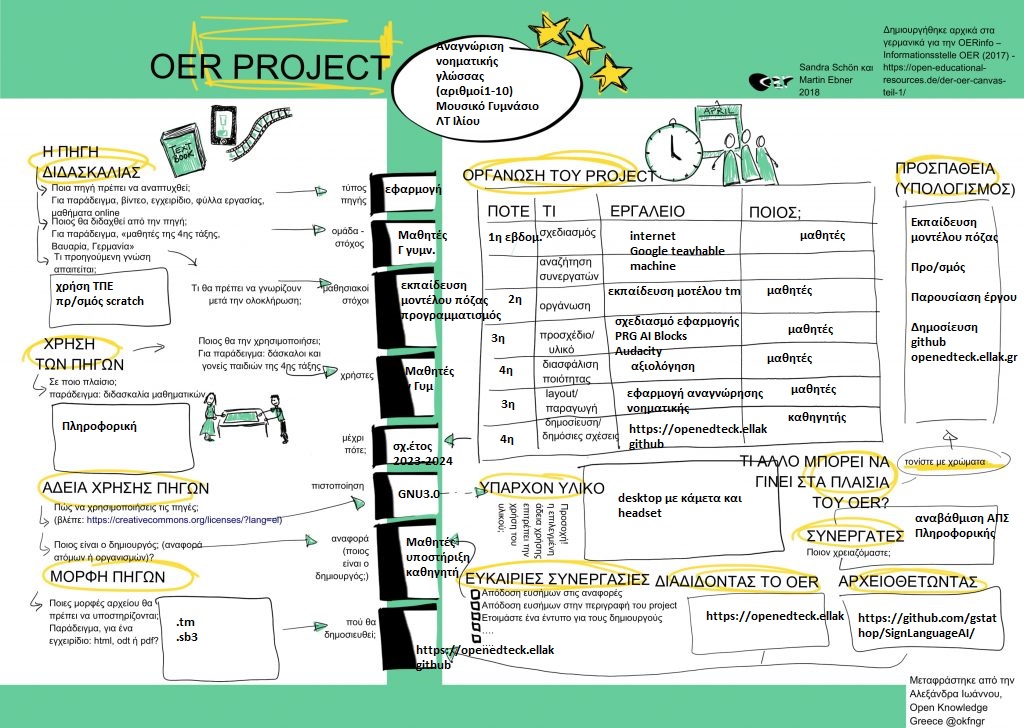 OER PROJECT
Αναγνώριση
νοηματικής
γλώσσας
(αριθμοί1-10)
Μουσικό Γυμνάσιο
ΛΤ Ιλίου
Sandra Schön και
Martin Ebner
2018
Δημιουργήθηκε αρχικά στα
γερμανικά για την OERinfo –
Informationsstelle OER (2017) -
https://open-educational-
resources.de/der-oer-canvas-
teil-1/
TEXT
BOOK
APRIL
Η ΠΗΓΗ
ΔΙΔΑΣΚΑΛΙΑΣ
Ποια πηγή πρέπει να αναπτυχθεί;
Για παράδειγμα, βίντεο, εγχειρίδιο, φύλλα εργασίας,
μαθήματα online
τύπος
πηγής
εφαρμογή
Ποιος θα διδαχθεί από την πηγή;
Για παράδειγμα, «μαθητές της 4ης τάξης,
Βαυαρία, Γερμανία»
ομάδα -
στόχος
Μαθητές
Γ γυμν.
Τι προηγούμενη γνώση
απαιτείται;
χρήση ΤΠΕ
πρ/σμός scratch
Τι θα πρέπει να γνωρίζουν
μετά την ολοκλήρωση;
μαθησιακοί
στόχοι
εκπαίδευση
μοντέλου πόζας
προγραμματισμός
ΧΡΗΣΗ
ΤΩΝ ΠΗΓΩΝ
Ποιος θα την χρησιμοποιήσει;
Για παράδειγμα: δάσκαλοι και
γονείς παιδιών της 4ης τάξης
χρήστες
Μαθητές
γ Γυμ
Σε ποιο πλαίσιο;
παράδειγμα: διδασκαλία μαθηματικών
Πληροφορική
μέχρι
πότε;
σχ.έτος
2023-2024
ΑΔΕΙΑ ΧΡΗΣΗΣ ΠΗΓΩΝ
Πώς να χρησιμοποιήσεις τις πηγές;
(βλέπε: https://creativecommons.org/licenses/?lang=el)
πιστοποίηση
GNU3.0
Ποιος είναι ο δημιουργός; (αναφορά
ατόμων ή οργανισμών)?
αναφορά
(ποιος
είναι ο
δημιουργός;)
Μαθητές
υποστήριξη
καθηγητή
ΜΟΡΦΗ ΠΗΓΩΝ
Ποιες μορφές αρχείου θα
πρέπει να υποστηρίζονται;
Παράδειγμα, για ένα
εγχειρίδιο: html, odt ή pdf?
.tm
.sb3
πού θα
δημοσιευθεί;
https://openedteck.ellak
github
ΟΡΓΑΝΩΣΗ ΤΟΥ PROJECT
ΠΟΤΕ ΤΙ ΕΡΓΑΛΕΙΟ ΠΟΙΟΣ;
1η εβδομ. σχεδιασμός internet μαθητές
Google teavhable
machine
αναζήτηση
συνεργατών
2η οργάνωση εκπαίδευση μοτέλου tm μαθητές
3η προσχέδιο/
υλικό
σχεδιασμό εφαρμογής μαθητές
PRG AI Blocks
Audacity
4η διασφάλιση
ποιότητας
αξιολόγηση μαθητές
3η layout/
παραγωγή
εφαρμογή αναγνώρησης μαθητές
νοηματικής
4η δημοσίευση/
δημόσιες σχέσεις
https://openedteck.ellak καθηγητής
github
ΠΡΟΣΠΑΘΕΙΑ
(ΥΠΟΛΟΓΙΣΜΟΣ)
Εκπαίδευση
μοντέλου πόζας
Προ/σμός
Παρουσίαση έργου
Δημοσίευση
github
openedteck.ellak.gr
τονίστε με χρώματα
ΥΠΑΡΧΟΝ ΥΛΙΚΟ
Προσοχή!
η επιλεγμένη
άδεια χρήσης
επιτρέπει την
χρήση του
υλικού;
desktop με κάμετα και
headset
ΤΙ ΑΛΛΟ ΜΠΟΡΕΙ ΝΑ
ΓΙΝΕΙ ΣΤΑ ΠΛΑΙΣΙΑ
ΤΟΥ OER?
ΣΥΝΕΡΓΑΤΕΣ
Ποιον χρειαζόμαστε;
αναβάθμιση ΑΠΣ
Πληροφορικής
ΕΥΚΑΙΡΙΕΣ ΣΥΝΕΡΓΑΣΙΑΣ
Απόδοση ευσήμων στις αναφορές
Απόδοση ευσήμων στην περιγραφή του project
Ετοιμάστε ένα έντυπο για τους δημιουργούς
....
ΔΙΑΔΙΔΟΝΤΑΣ ΤΟ OER
https://openedteck.ellak
ΑΡΧΕΙΟΘΕΤΩΝΤΑΣ
https://github.com/gstat
hop/SignLanguageAI/
Μεταφράστηκε από την
Αλεξάνδρα Ιωάννου,
Open Knowledge
Greece @okfngr